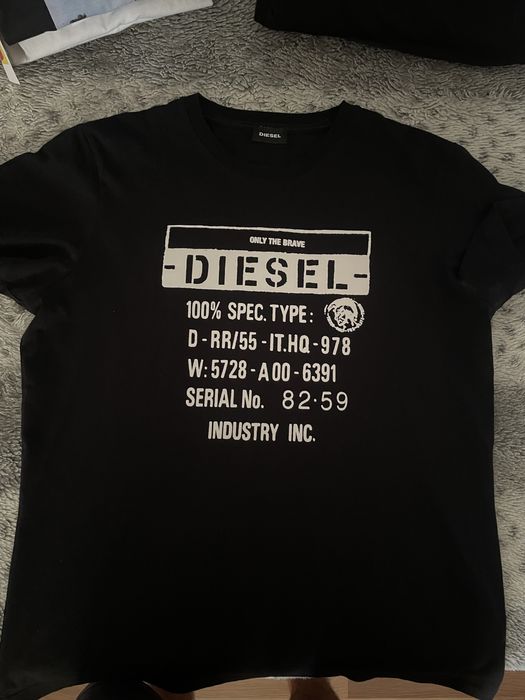 DIESEL
ONLY THE BRAVE
-DIESEL-
100% SPEC. TYPE:
D-RR/55-IT.HQ-978
W:5728-A00-6391
SERIAL No. 82·59
INDUSTRY INC.